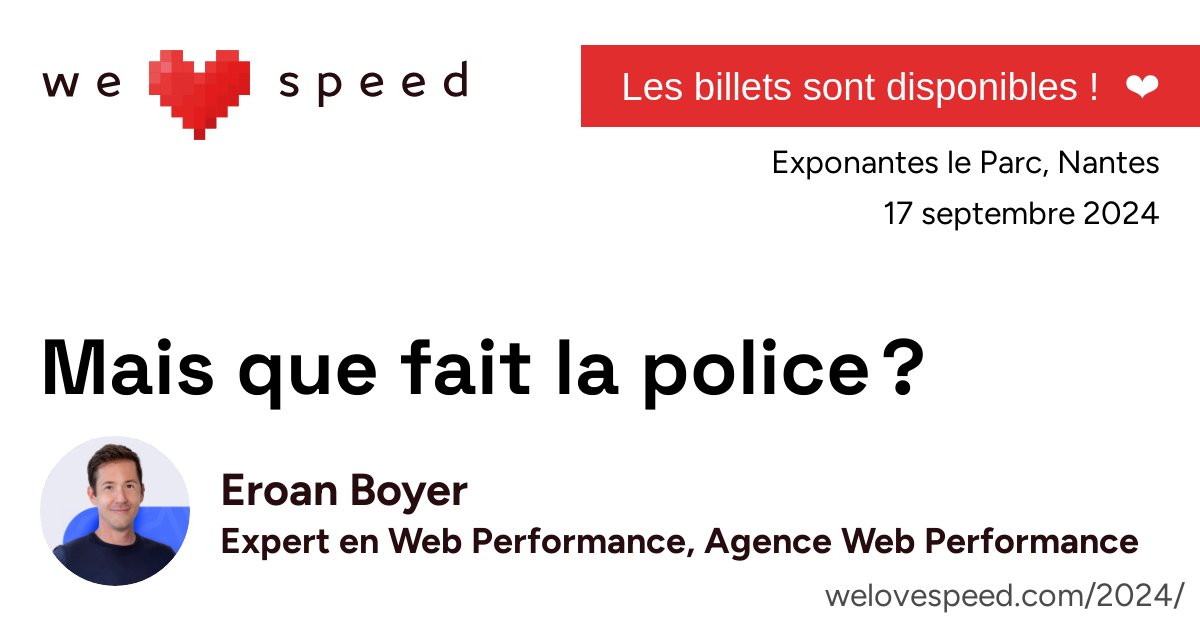 we speed
Les billets sont disponibles ! ❤
Exponantes le Parc, Nantes
17 septembre 2024
Mais que fait la police ?
Eroan Boyer
Expert en Web Performance, Agence Web Performance
welovespeed.com/2024/